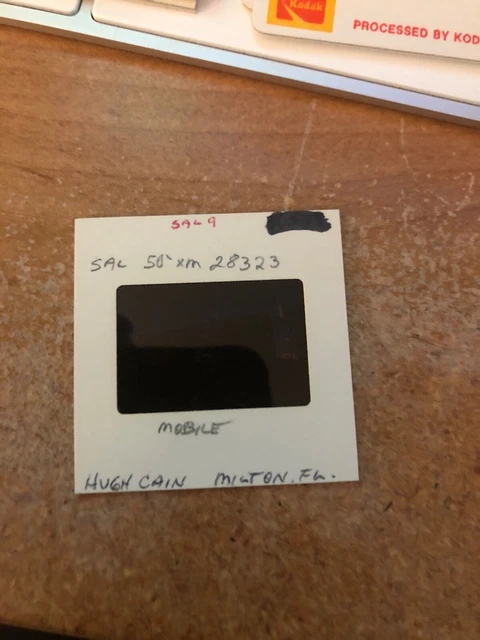 Kodak
PROCESSED BY KOD
SAL 9
SAL 50' XM 28323
MOBILE
HUGH CAIN MILTON. FL.